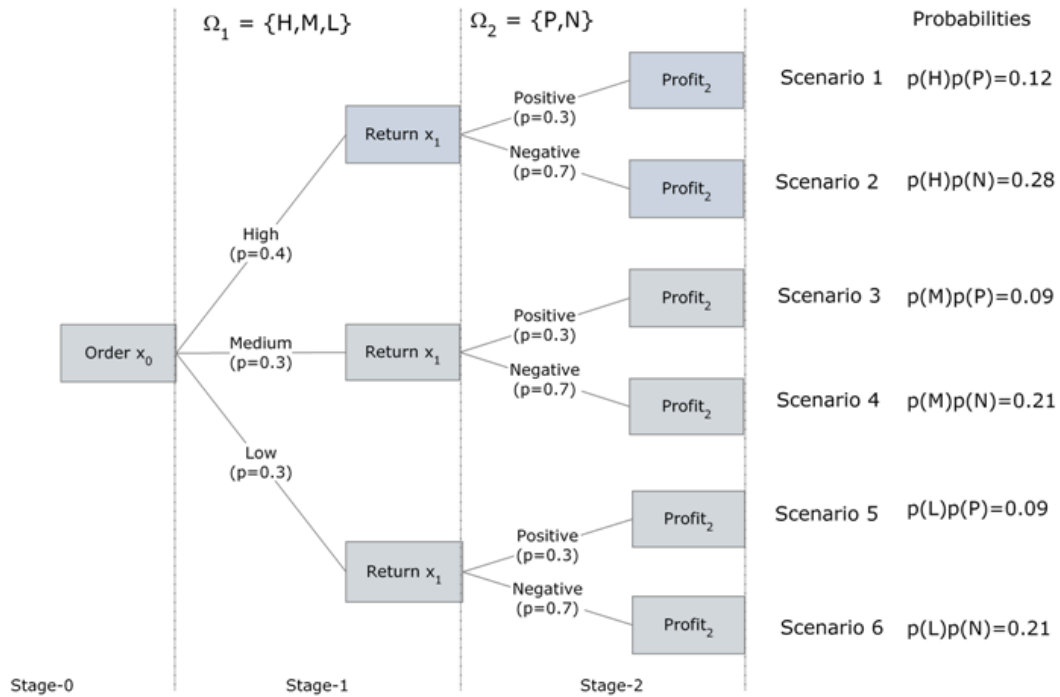 Ω₁ = {H,M,L}
Ω₂ = {P,N}
Probabilities
Profit₂
Scenario 1
p(H)p(P)=0.12
Positive
(p=0.3)
Return x₁
Negative
(p=0.7)
Profit₂
Scenario 2
p(H)p(N)=0.28
High
(p=0.4)
Profit₂
Scenario 3
p(M)p(P)=0.09
Positive
(p=0.3)
Order x₀
Medium
(p=0.3)
Return x₁
Negative
(p=0.7)
Profit₂
Scenario 4
p(M)p(N)=0.21
Low
(p=0.3)
Profit₂
Scenario 5
p(L)p(P)=0.09
Positive
(p=0.3)
Return x₁
Negative
(p=0.7)
Profit₂
Scenario 6
p(L)p(N)=0.21
Stage-0
Stage-1
Stage-2